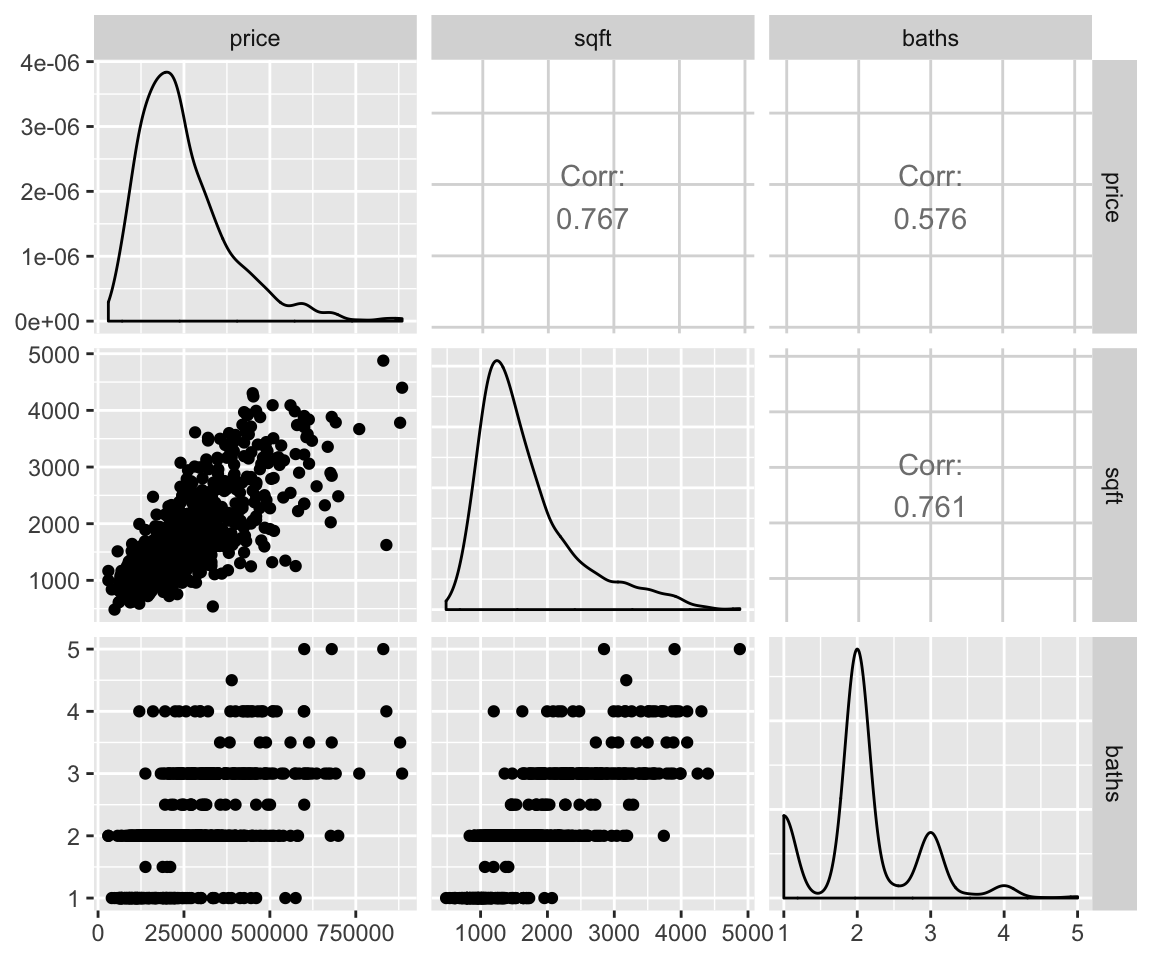 price sqft baths
4e-06
3e-06
2e-06
1e-06
0e+00
Corr:
0.767
Corr:
0.576
price
5000
4000
3000
2000
1000
Corr:
0.761
sqft
5
4
3
2
1
baths
0 250000 500000 750000
1000 2000 3000 4000 5000
1 2 3 4 5